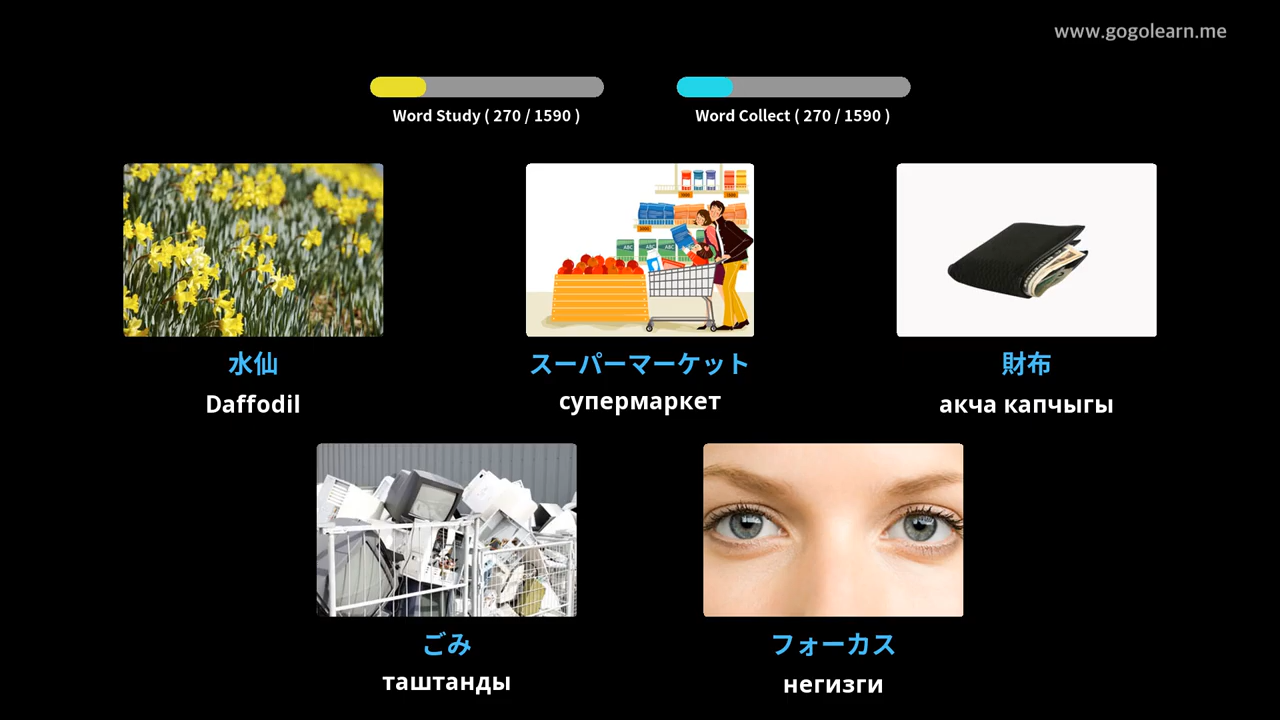 www.gogolearn.me
Word Study ( 270 / 1590 )
Word Collect ( 270 / 1590 )
水仙
Daffodil
スーパーマーケット
супермаркет
財布
акча капчыгы
ごみ
таштанды
フォーカス
негизги